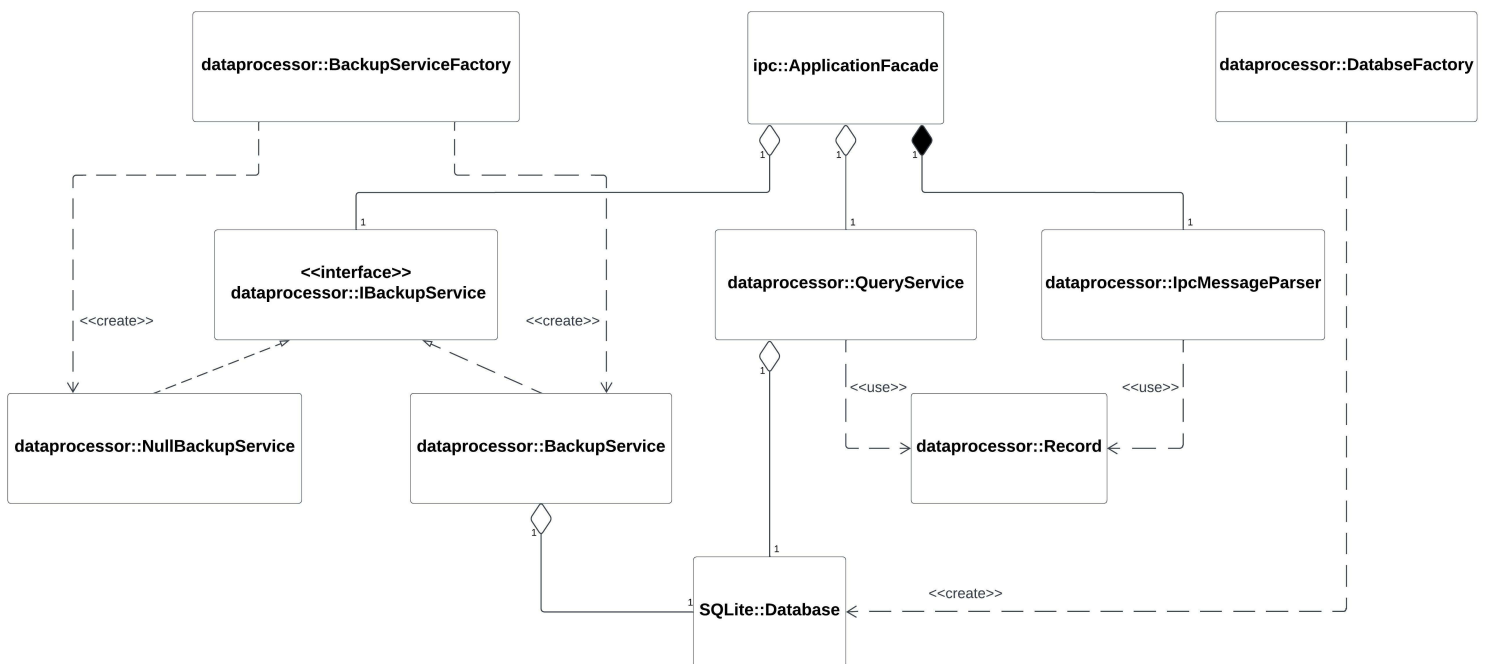 dataprocessor::BackupServiceFactory
ipc::ApplicationFacade
dataprocessor::DatabseFactory
1
1
1
1
1
1
<<interface>>
dataprocessor::IBackupService
dataprocessor::QueryService
dataprocessor::IpcMessageParser
<<create>>
<<create>>
1
<<use>>
<<use>>
dataprocessor::NullBackupService
dataprocessor::BackupService
dataprocessor::Record
1
1
<<create>>
1
SQLite::Database